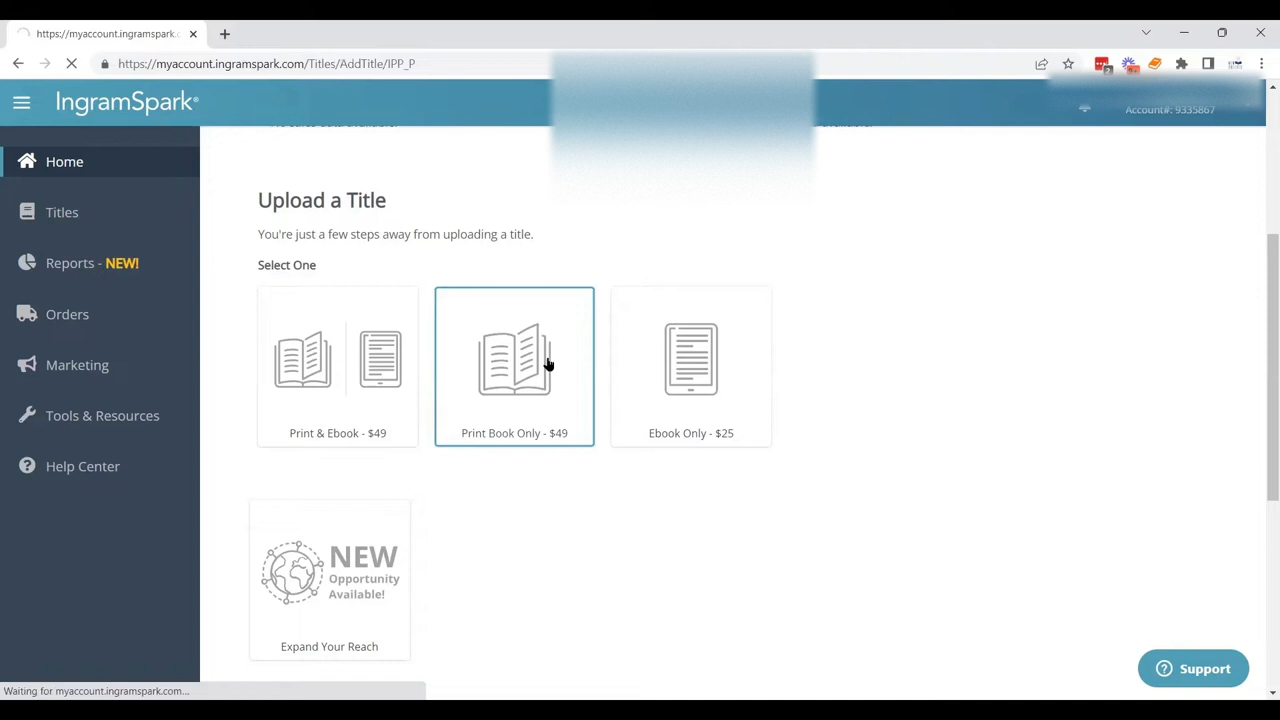 https://myaccount.ingramspark.c
https://myaccount.ingramspark.com/Titles/AddTitle/IPP_P
IngramSpark®
Account#: 9335867
Home
Titles
Reports - NEW!
Orders
Marketing
Tools & Resources
Help Center
Upload a Title
You're just a few steps away from uploading a title.
Select One
Print & Ebook - $49
Print Book Only - $49
Ebook Only - $25
NEW
Opportunity
Available!
Expand Your Reach
Support
Waiting for myaccount.ingramspark.com...